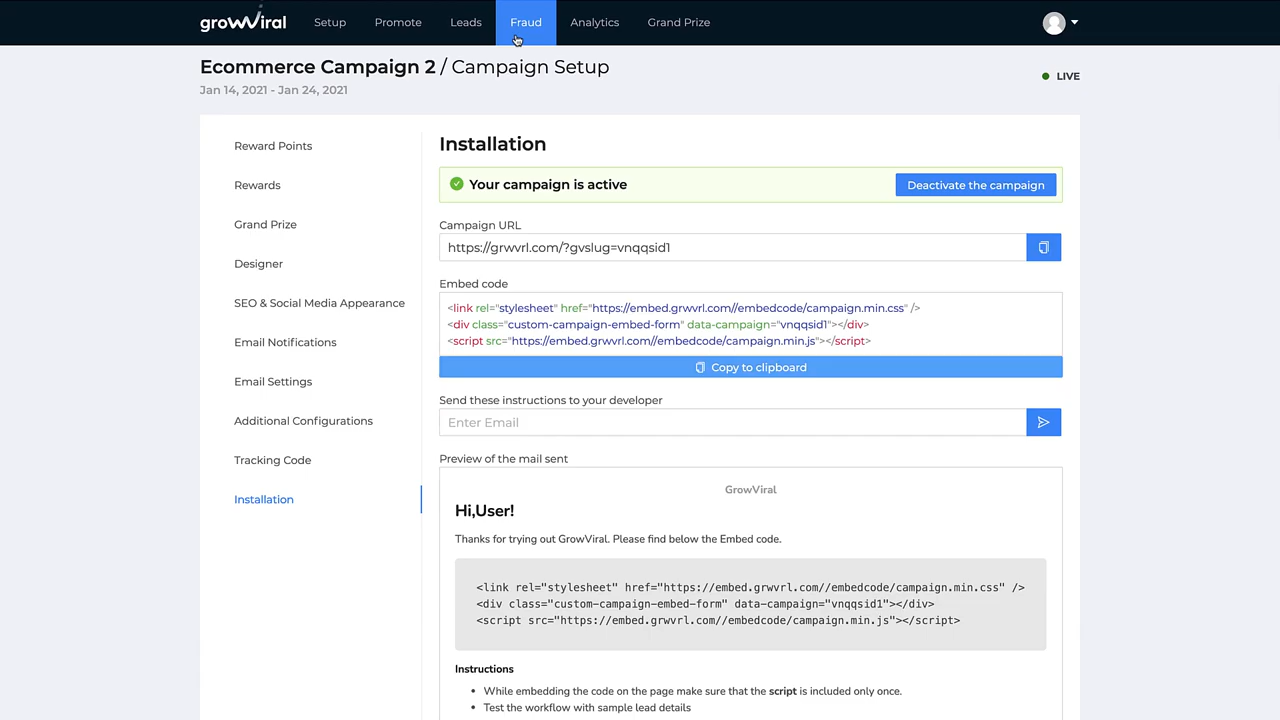 growViral Setup Promote Leads Fraud Analytics Grand Prize
Ecommerce Campaign 2 / Campaign Setup
LIVE
Jan 14, 2021 - Jan 24, 2021
Reward Points
Rewards
Grand Prize
Designer
SEO & Social Media Appearance
Email Notifications
Email Settings
Additional Configurations
Tracking Code
Installation
Installation
Your campaign is active
Deactivate the campaign
Campaign URL
https://grwvrl.com/?gvslug=vnqqsid1
Embed code
<link rel="stylesheet" href="https://embed.grwvrl.com//embedcode/campaign.min.css" />
<div class="custom-campaign-embed-form" data-campaign="vnqqsid1"></div>
<script src="https://embed.grwvrl.com//embedcode/campaign.min.js"></script>
Copy to clipboard
Send these instructions to your developer
Enter Email
Preview of the mail sent
GrowViral
Hi,User!
Thanks for trying out GrowViral. Please find below the Embed code.
<link rel="stylesheet" href="https://embed.grwvrl.com//embedcode/campaign.min.css" />
<div class="custom-campaign-embed-form" data-campaign="vnqqsid1"></div>
<script src="https://embed.grwvrl.com//embedcode/campaign.min.js"></script>
Instructions
• While embedding the code on the page make sure that the script is included only once.
• Test the workflow with sample lead details